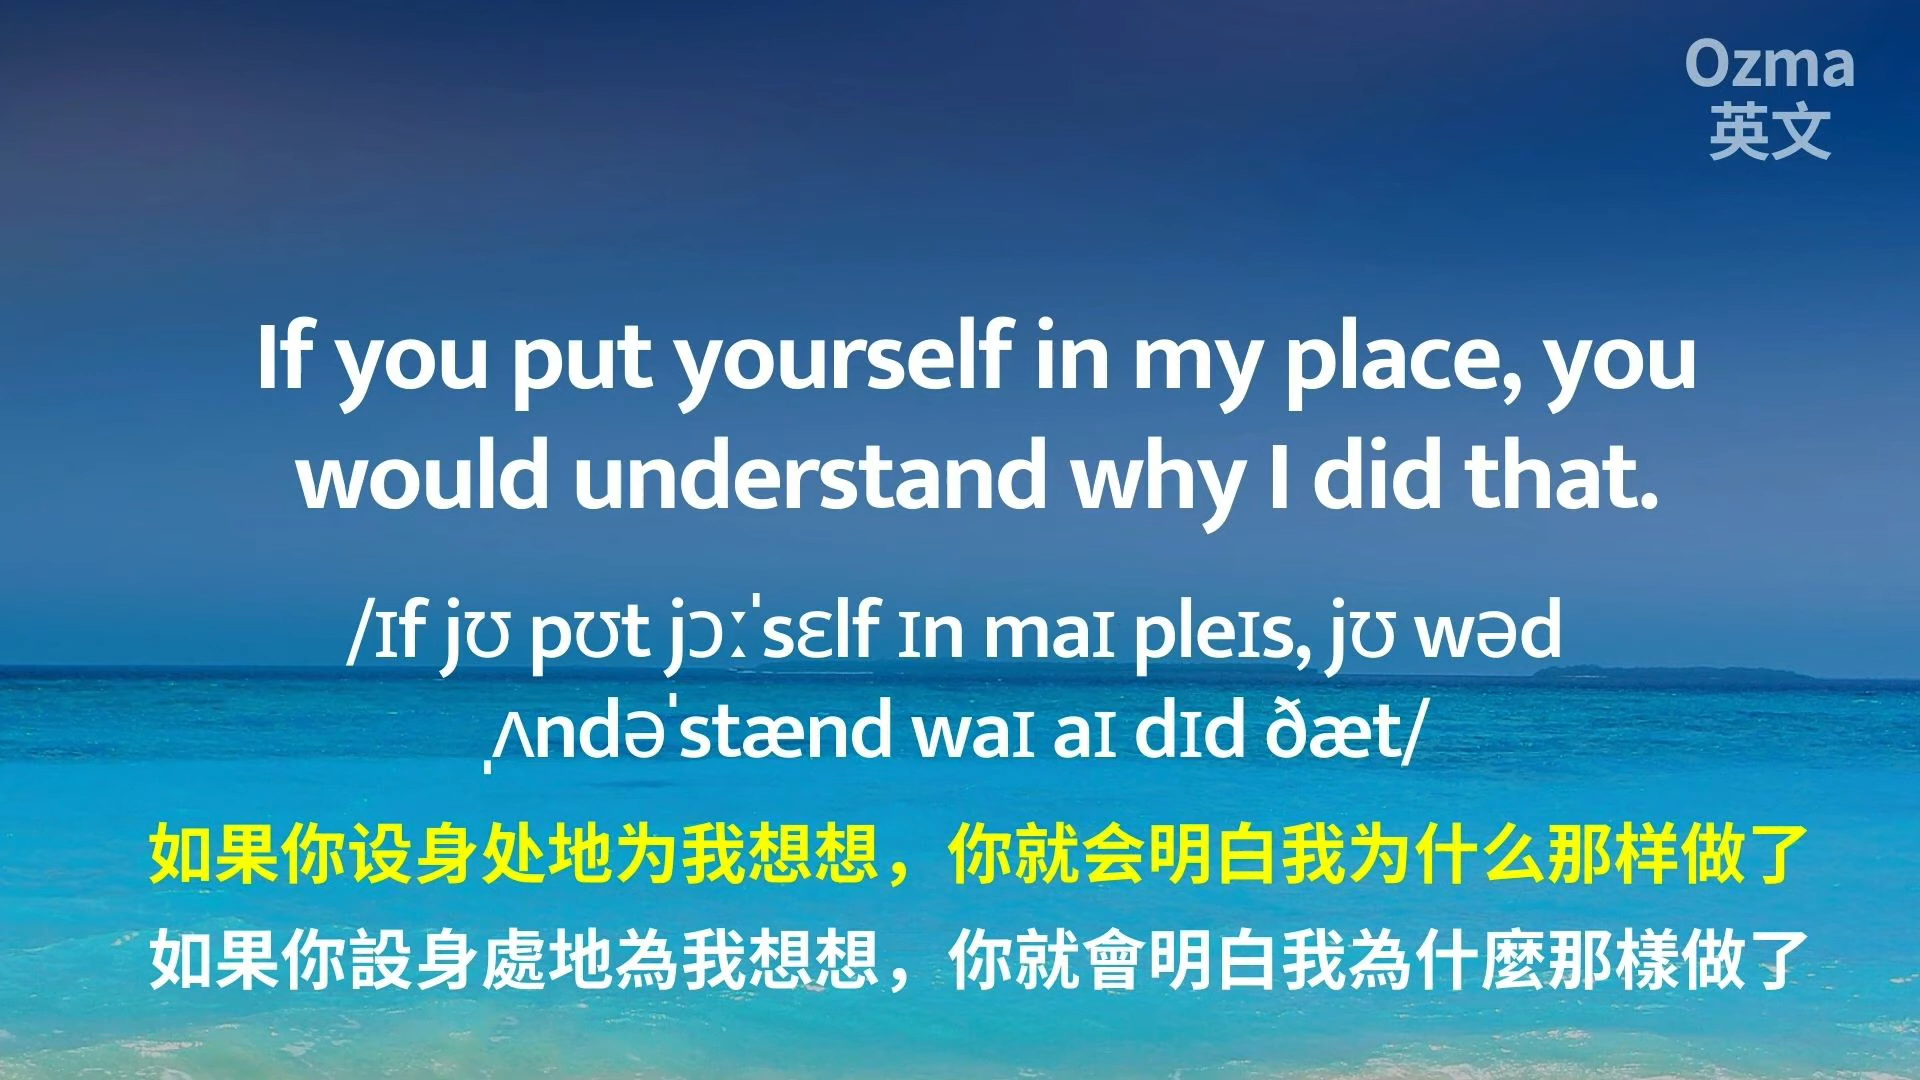 Ozma
英文
If you put yourself in my place, you
would understand why I did that.
/ɪf jʊ pʊt jɔːˈsɛlf ɪn maɪ pleɪs, jʊ wəd
ˌʌndəˈstænd waɪ aɪ dɪd ðæt/
如果你设身处地为我想想，你就会明白我为什么那样做了
如果你設身處地為我想想，你就會明白我為什麼那樣做了